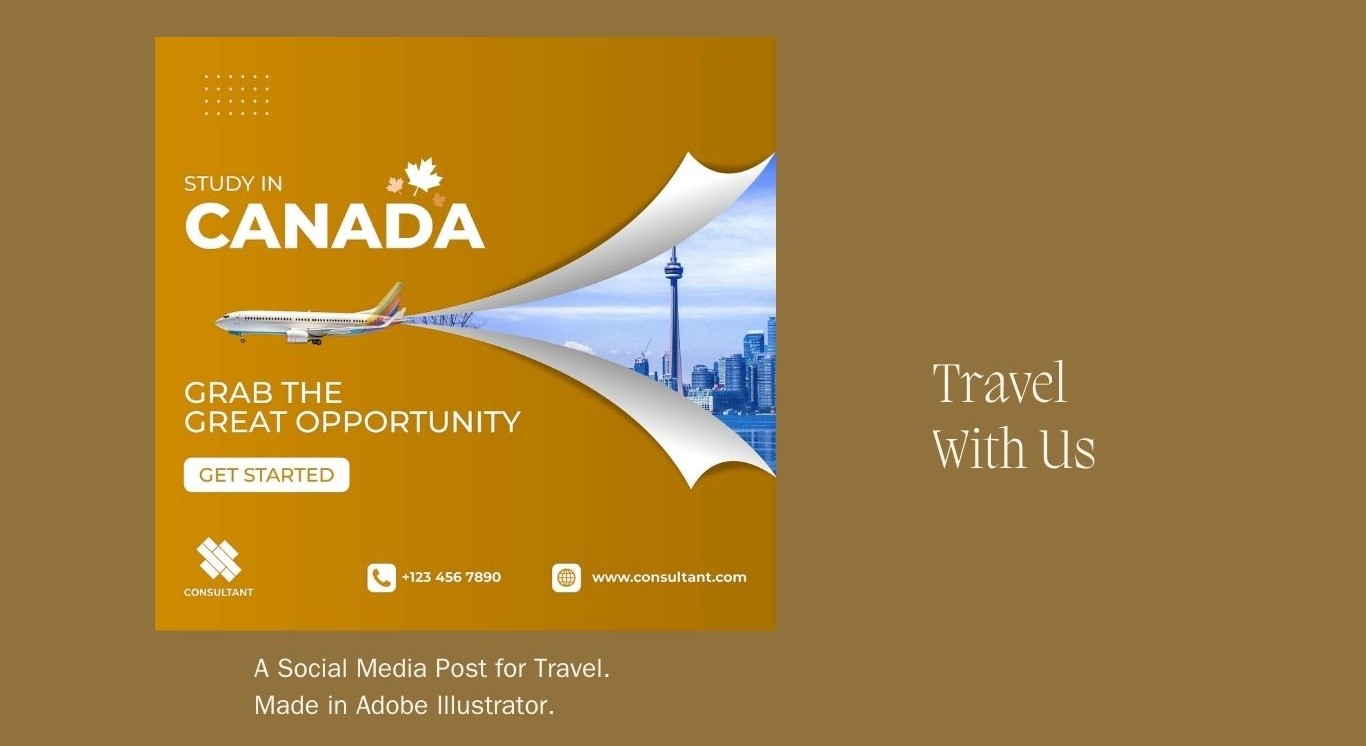 STUDY IN
CANADA
GRAB THE
GREAT OPPORTUNITY
GET STARTED
CONSULTANT
+123 456 7890
www.consultant.com
A Social Media Post for Travel.
Made in Adobe Illustrator.
Travel
With Us